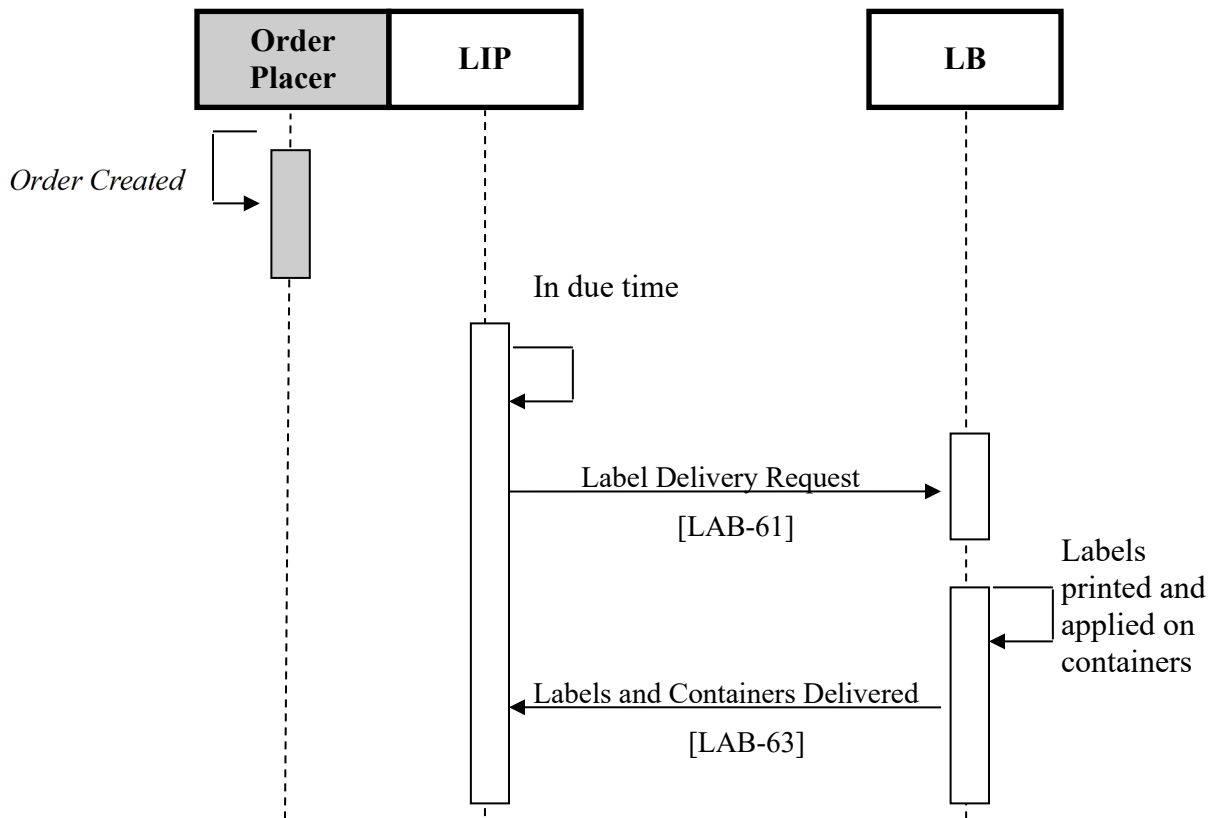 Order
Placer
LIP
LB
Order Created
In due time
Label Delivery Request
[LAB-61]
Labels
printed and
applied on
containers
Labels and Containers Delivered
[LAB-63]